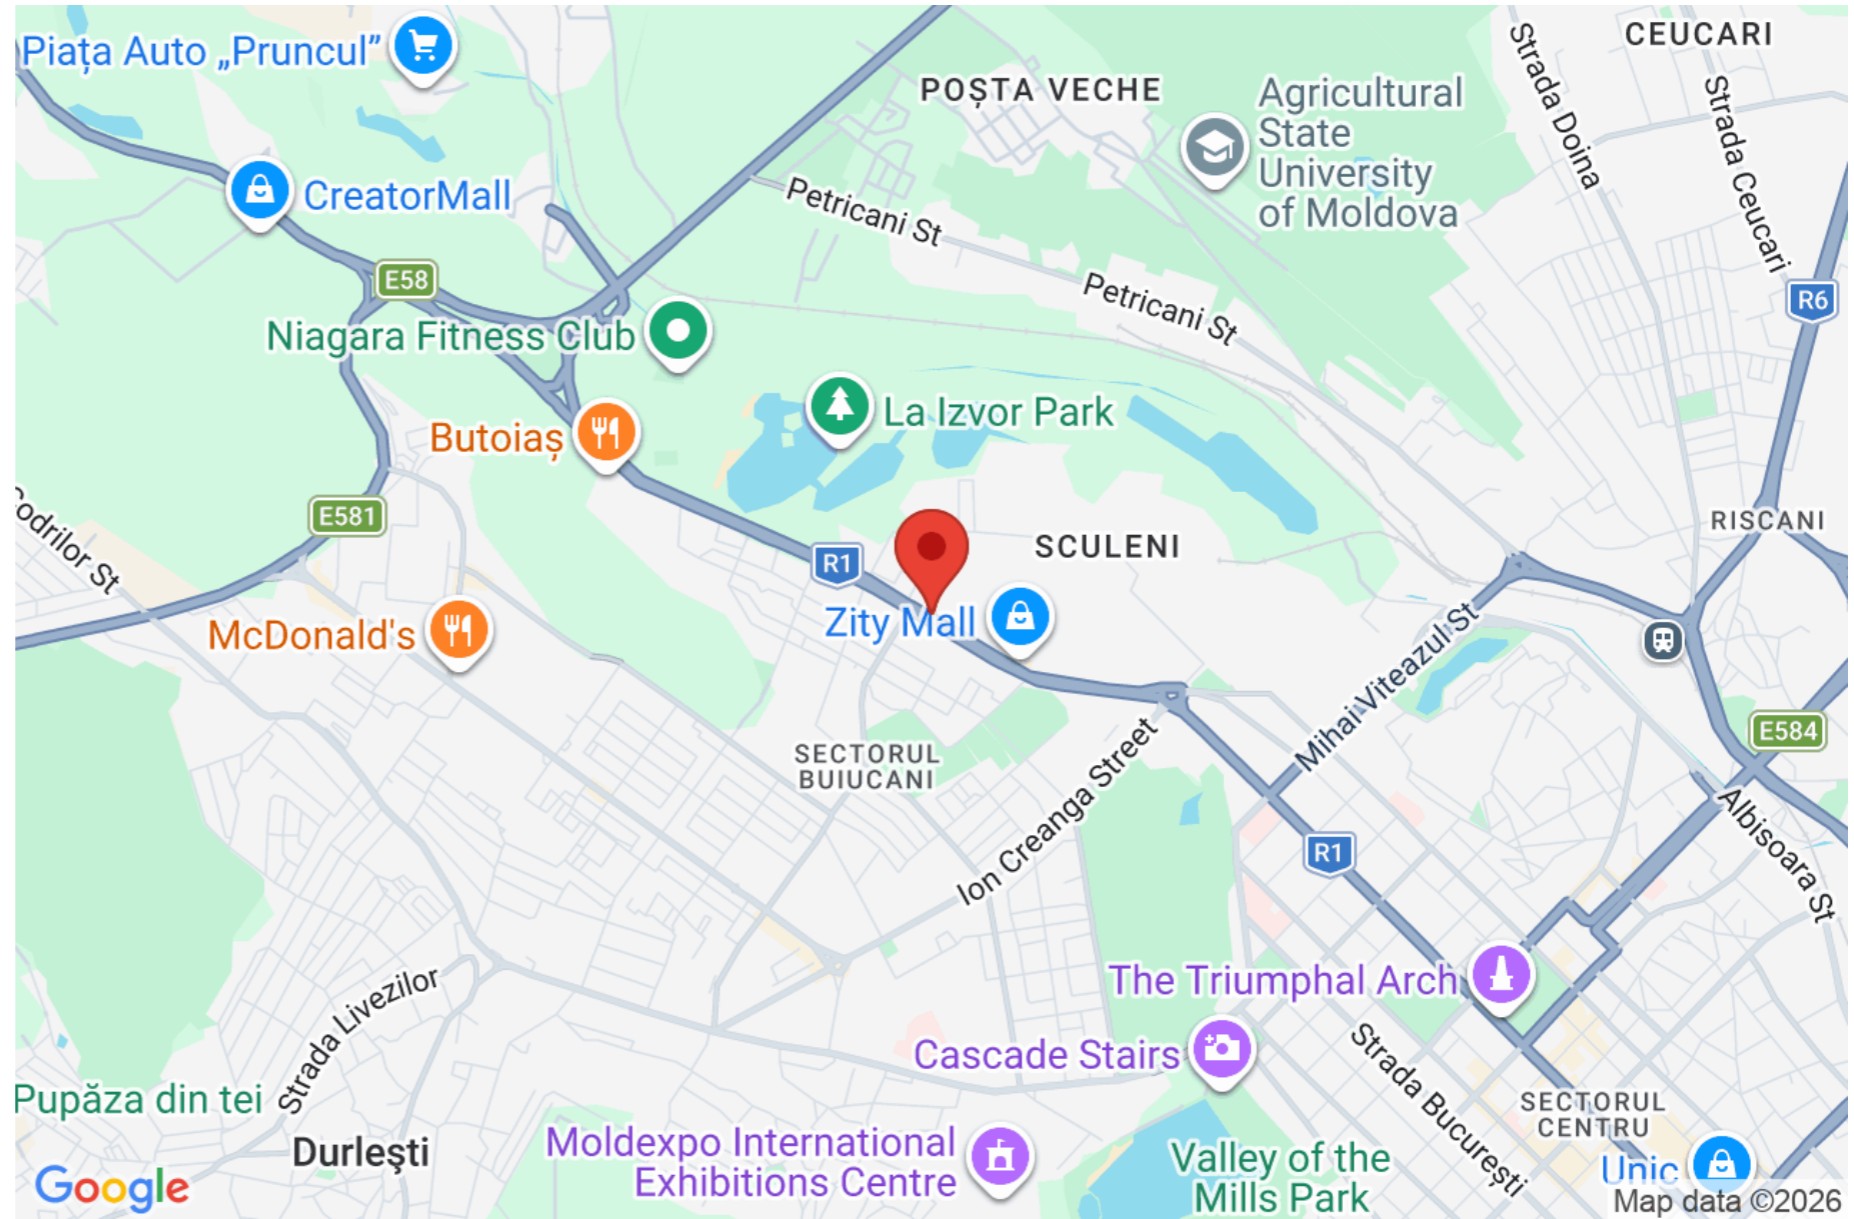 Piața Auto „Pruncul”
CEUCARI
Strada Doina
Strada Ceucari
POȘTA VECHE
Agricultural
State
University
of Moldova
CreatorMall
Petricani St
E58
Petricani St
R6
Niagara Fitness Club
La Izvor Park
Butoiaș
E581
RISCANI
SCULENI
R1
Zity Mall
McDonald's
Mihai Viteazul St
E584
SECTORUL
BUIUCANI
Ion Creanga Street
Albisoara St
R1
Strada Livezilor
The Triumphal Arch
Cascade Stairs
Strada București
Pupăza din tei
SECTORUL
CENTRU
Durleşti
Moldexpo International
Exhibitions Centre
Valley of the
Mills Park
Unic
Google
Map data ©2026